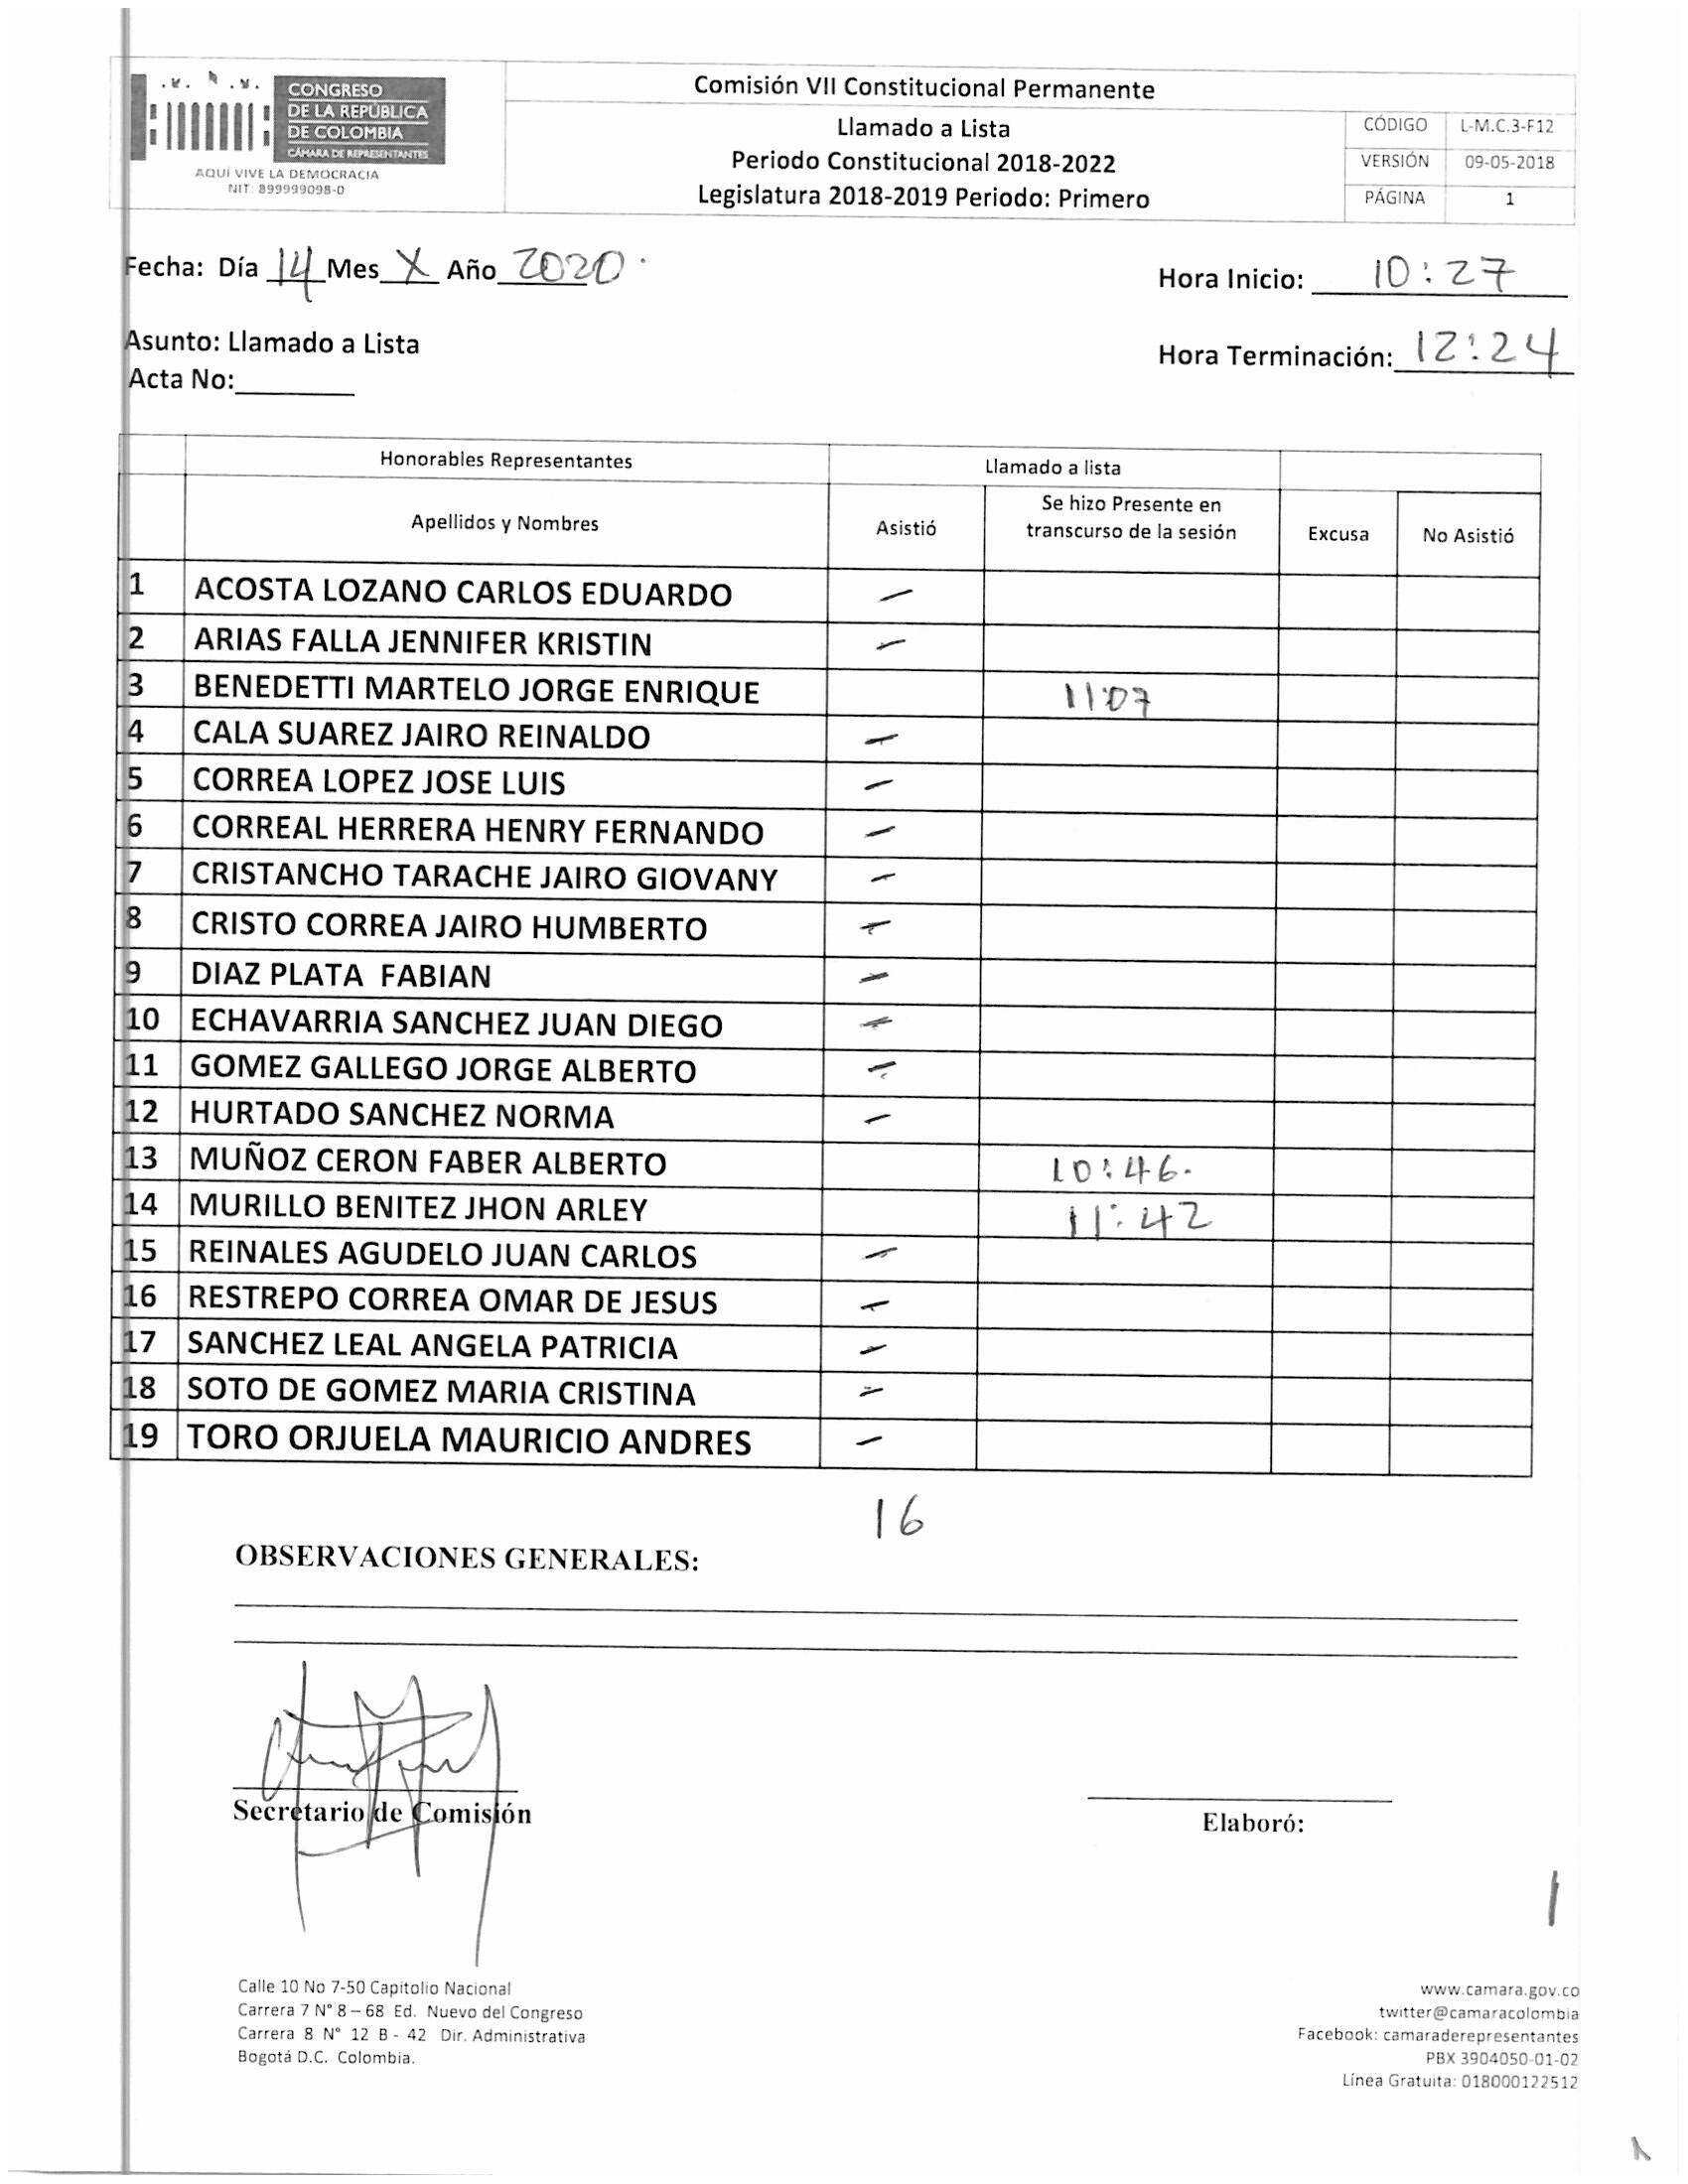 CONGRESO
DE LA REPÚBLICA
DE COLOMBIA
CÁMARA DE REPRESENTANTES
AQUÍ VIVE LA DEMOCRACIA
NIT: 899999098-0
Comisión VII Constitucional Permanente
Llamado a Lista
Periodo Constitucional 2018-2022
Legislatura 2018-2019 Periodo: Primero
CÓDIGO L-M.C.3-F12
VERSIÓN 09-05-2018
PÁGINA 1
Fecha: Día 14 Mes X Año 2020.
Hora Inicio: 10:27
Asunto: Llamado a Lista
Hora Terminación: 12:24
Acta No:
Honorables Representantes Llamado a lista
Apellidos y Nombres Asistió Se hizo Presente en transcurso de la sesión Excusa No Asistió
1 ACOSTA LOZANO CARLOS EDUARDO –
2 ARIAS FALLA JENNIFER KRISTIN –
3 BENEDETTI MARTELO JORGE ENRIQUE 11:07
4 CALA SUAREZ JAIRO REINALDO –
5 CORREA LOPEZ JOSE LUIS –
6 CORREAL HERRERA HENRY FERNANDO –
7 CRISTANCHO TARACHE JAIRO GIOVANY –
8 CRISTO CORREA JAIRO HUMBERTO –
9 DIAZ PLATA FABIAN –
10 ECHAVARRIA SANCHEZ JUAN DIEGO –
11 GOMEZ GALLEGO JORGE ALBERTO –
12 HURTADO SANCHEZ NORMA –
13 MUÑOZ CERON FABER ALBERTO 10:46.
14 MURILLO BENITEZ JHON ARLEY 11:42
15 REINALES AGUDELO JUAN CARLOS –
16 RESTREPO CORREA OMAR DE JESUS –
17 SANCHEZ LEAL ANGELA PATRICIA –
18 SOTO DE GOMEZ MARIA CRISTINA –
19 TORO ORJUELA MAURICIO ANDRES –
16
OBSERVACIONES GENERALES:
Secretario de Comisión
Elaboró:
1
Calle 10 No 7-50 Capitolio Nacional
Carrera 7 N° 8 – 68 Ed. Nuevo del Congreso
Carrera 8 N° 12 B - 42 Dir. Administrativa
Bogotá D.C. Colombia.
www.camara.gov.co
twitter@camaracolombia
Facebook: camaraderepresentantes
PBX 3904050-01-02
Línea Gratuita: 018000122512